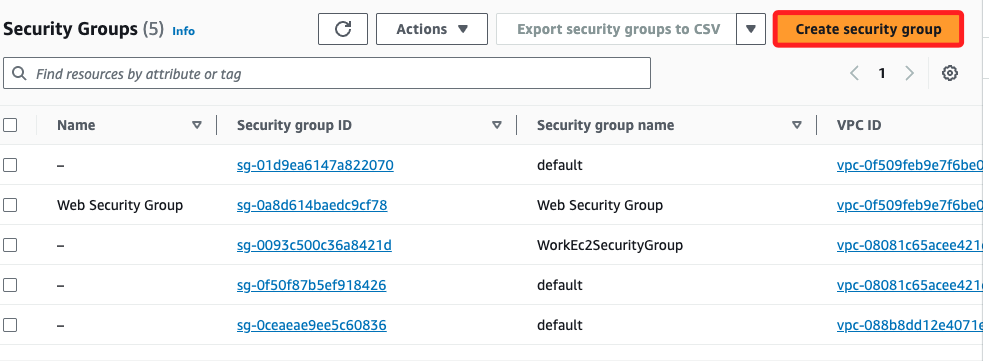 Security Groups (5) Info Actions Export security groups to CSV Create security group
Find resources by attribute or tag 1
Name Security group ID Security group name VPC ID
– sg-01d9ea6147a822070 default vpc-0f509feb9e7f6be0
Web Security Group sg-0a8d614baedc9cf78 Web Security Group vpc-0f509feb9e7f6be0
– sg-0093c500c36a8421d WorkEc2SecurityGroup vpc-08081c65acee421
– sg-0f50f87b5ef918426 default vpc-08081c65acee421
– sg-0ceaeae9ee5c60836 default vpc-088b8dd12e4071e